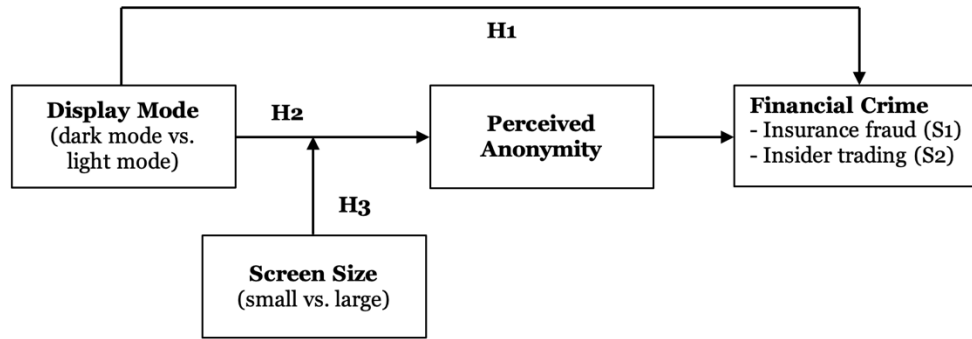 H1
Display Mode
(dark mode vs.
light mode)
H2
Perceived
Anonymity
Financial Crime
- Insurance fraud (S1)
- Insider trading (S2)
H3
Screen Size
(small vs. large)